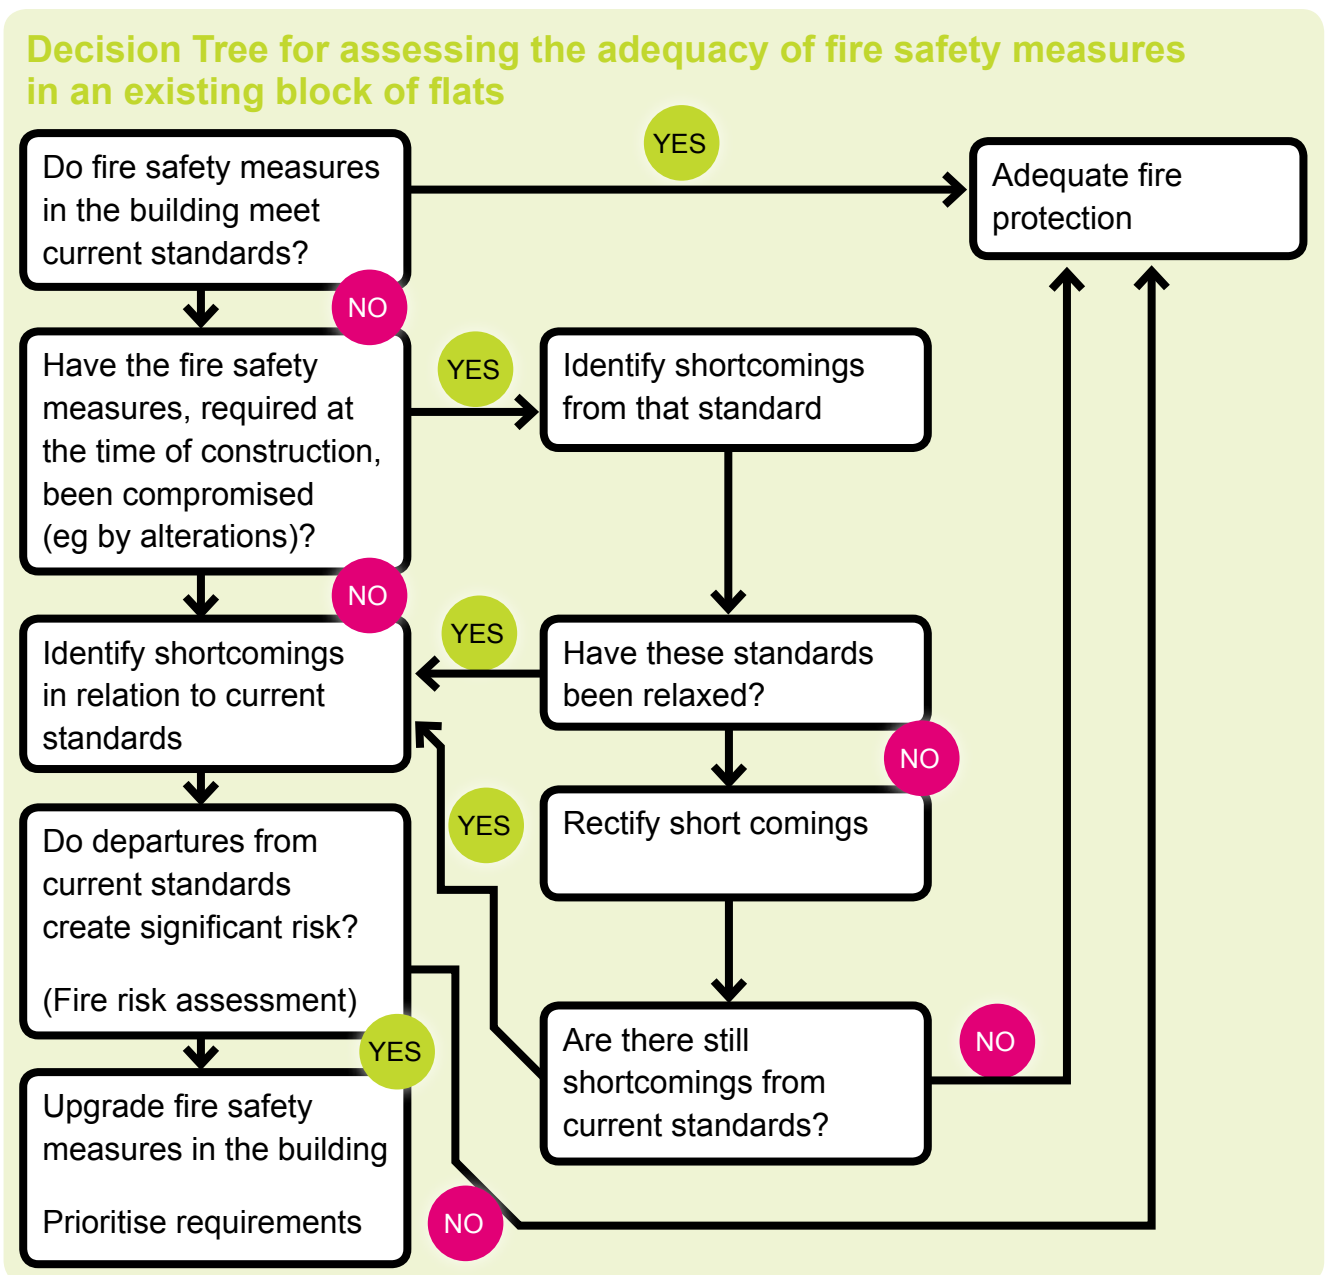 Decision Tree for assessing the adequacy of fire safety measures
in an existing block of flats
Do fire safety measures
in the building meet
current standards?
YES
Adequate fire
protection
NO
Have the fire safety
measures, required at
the time of construction,
been compromised
(eg by alterations)?
YES
Identify shortcomings
from that standard
NO
Identify shortcomings
in relation to current
standards
YES
Have these standards
been relaxed?
NO
Do departures from
current standards
create significant risk?
(Fire risk assessment)
YES
Rectify short comings
YES
Are there still
shortcomings from
current standards?
NO
Upgrade fire safety
measures in the building
Prioritise requirements
NO